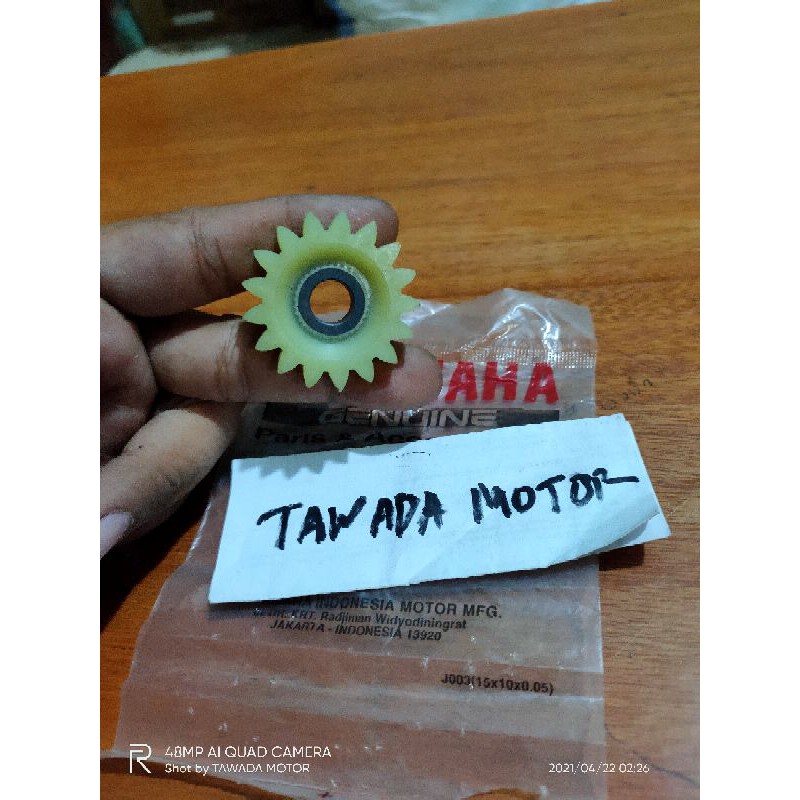 AHA
GENUINE
Parts & Acc
TAWADA MOTOR
INDONESIA MOTOR MFG.
KRT. Radjiman Widyodiningrat
JAKARTA - INDONESIA 13920
J003(15x10x0.05)
48MP AI QUAD CAMERA
Shot by TAWADA MOTOR
2021/04/22 02:26